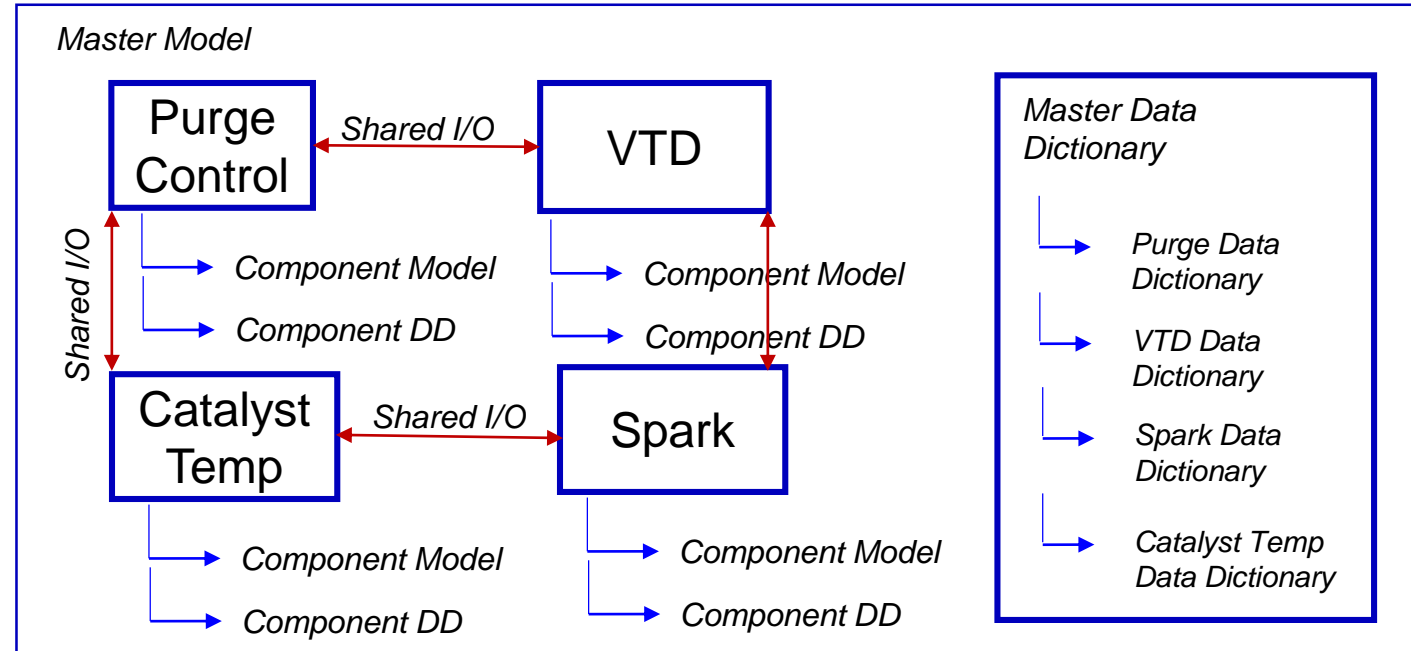 Master Model
Purge
Control
Shared I/O
VTD
Component Model
Component DD
Component Model
Component DD
Shared I/O
Catalyst
Temp
Shared I/O
Spark
Component Model
Component DD
Component Model
Component DD
Master Data
Dictionary
Purge Data
Dictionary
VTD Data
Dictionary
Spark Data
Dictionary
Catalyst Temp
Data Dictionary